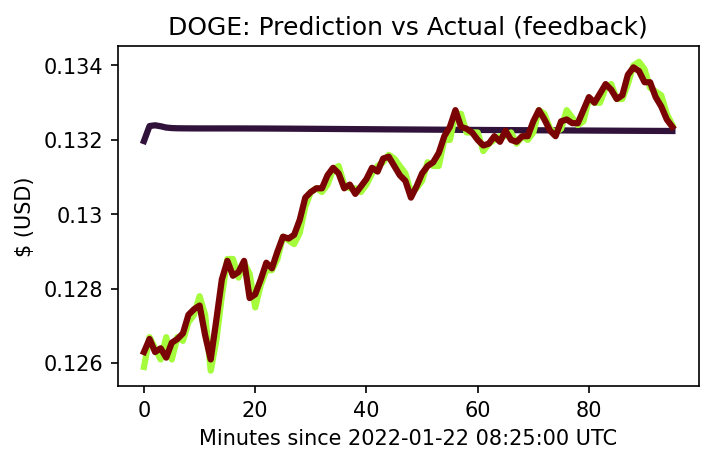 DOGE: Prediction vs Actual (feedback)
$ (USD)
0.134
0.132
0.13
0.128
0.126
0 20 40 60 80
Minutes since 2022-01-22 08:25:00 UTC